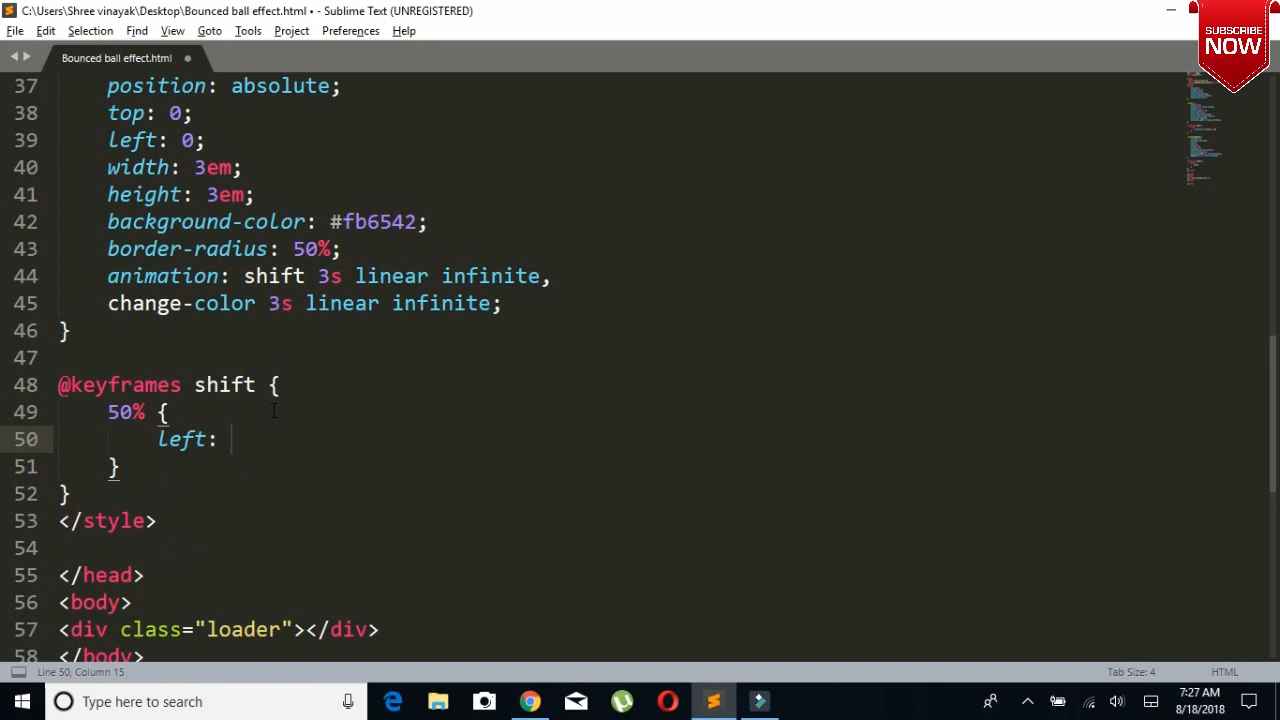 C:\Users\Shree vinayak\Desktop\Bounced ball effect.html • - Sublime Text (UNREGISTERED)
SUBSCRIBE
NOW
File Edit Selection Find View Goto Tools Project Preferences Help
Bounced ball effect.html
37 position: absolute;
38 top: 0;
39 left: 0;
40 width: 3em;
41 height: 3em;
42 background-color: #fb6542;
43 border-radius: 50%;
44 animation: shift 3s linear infinite,
45 change-color 3s linear infinite;
46 }
47
48 @keyframes shift {
49 50% {
50 left:
51 }
52 }
53 </style>
54
55 </head>
56 <body>
57 <div class="loader"></div>
58 </body>
Line 50, Column 15 Tab Size: 4 HTML
Type here to search
7:27 AM
8/18/2018